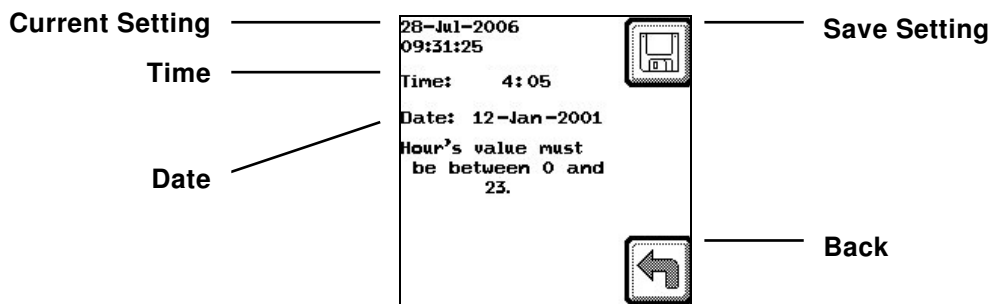 Current Setting
Time
Date
28-Jul-2006
09:31:25
Time: 4:05
Date: 12-Jan-2001
Hour's value must
be between 0 and
23.
Save Setting
Back